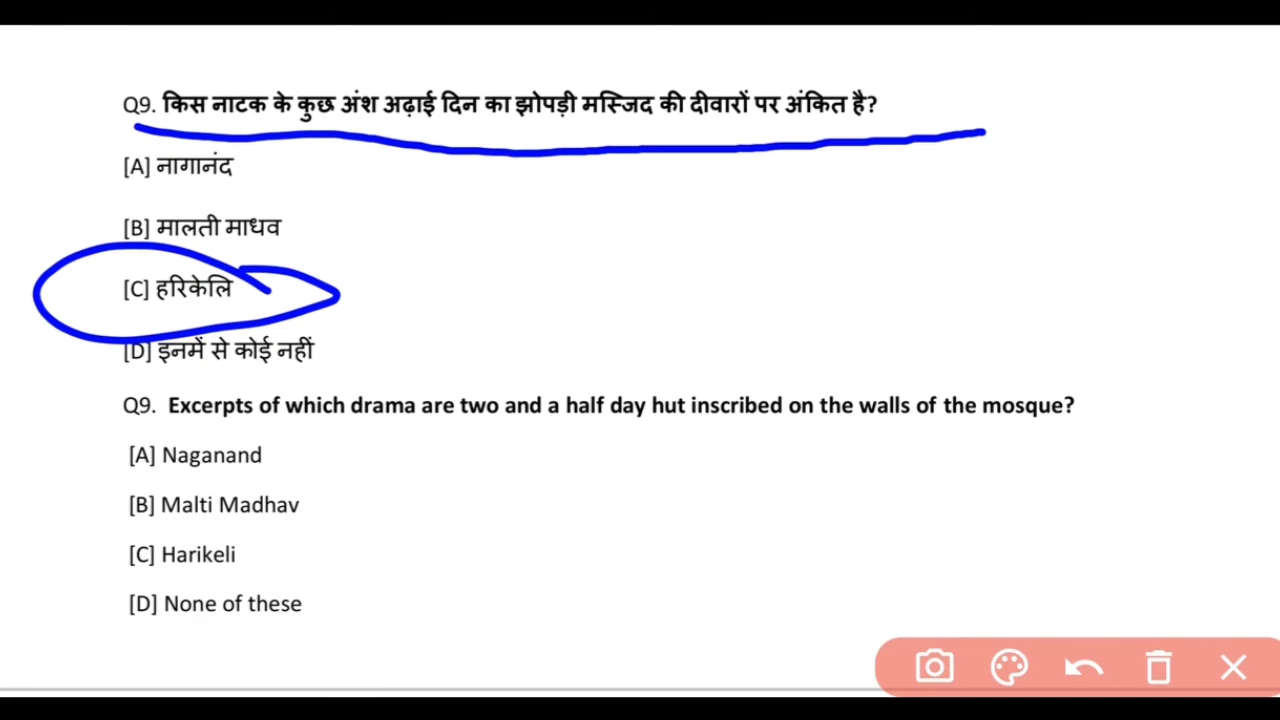 Q9. किस नाटक के कुछ अंश अढ़ाई दिन का झोपड़ी मस्जिद की दीवारों पर अंकित है?
[A] नागानंद
[B] मालती माधव
[C] हरिकेलि
[D] इनमें से कोई नहीं
Q9. Excerpts of which drama are two and a half day hut inscribed on the walls of the mosque?
[A] Naganand
[B] Malti Madhav
[C] Harikeli
[D] None of these